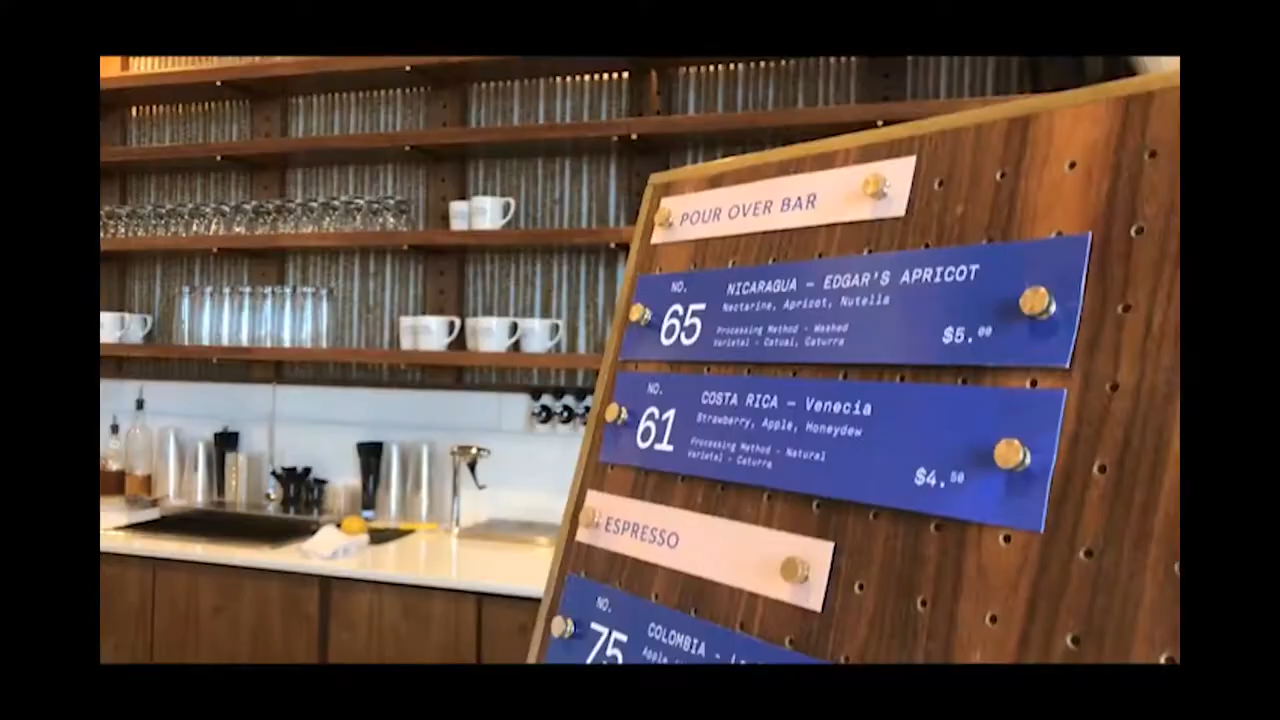 POUR OVER BAR
NO.
65
NICARAGUA — EDGAR'S APRICOT
Nectarine, Apricot, Nutella
Processing Method - Washed
Varietal - Catuai, Caturra
$5.00
NO.
61
COSTA RICA — Venecia
Strawberry, Apple, Honeydew
Processing Method - Natural
Varietal - Caturra
$4.50
ESPRESSO
NO.
75
COLOMBIA -
Apple